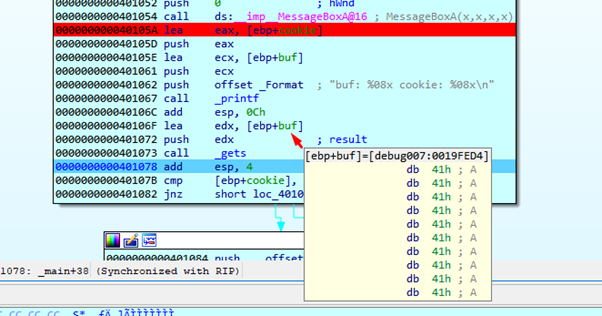 0000000000401052 push 0 ; hWnd
0000000000401054 call ds:__imp__MessageBoxA@16 ; MessageBoxA(x,x,x,x)
000000000040105A lea eax, [ebp+cookie]
000000000040105D push eax
000000000040105E lea ecx, [ebp+buf]
0000000000401061 push ecx
0000000000401062 push offset _Format ; "buf: %08x cookie: %08x\n"
0000000000401067 call _printf
000000000040106C add esp, 0Ch
000000000040106F lea edx, [ebp+buf]
0000000000401072 push edx ; result
0000000000401073 call _gets
0000000000401078 add esp, 4
000000000040107B cmp [ebp+cookie],
0000000000401082 jnz short loc_4010
[ebp+buf]=[debug007:0019FED4]
db 41h ; A
db 41h ; A
db 41h ; A
db 41h ; A
db 41h ; A
db 41h ; A
db 41h ; A
db 41h ; A
db 41h ; A
db 41h ; A
0000000000401084 push offset
1078: _main+38 (Synchronized with RIP)